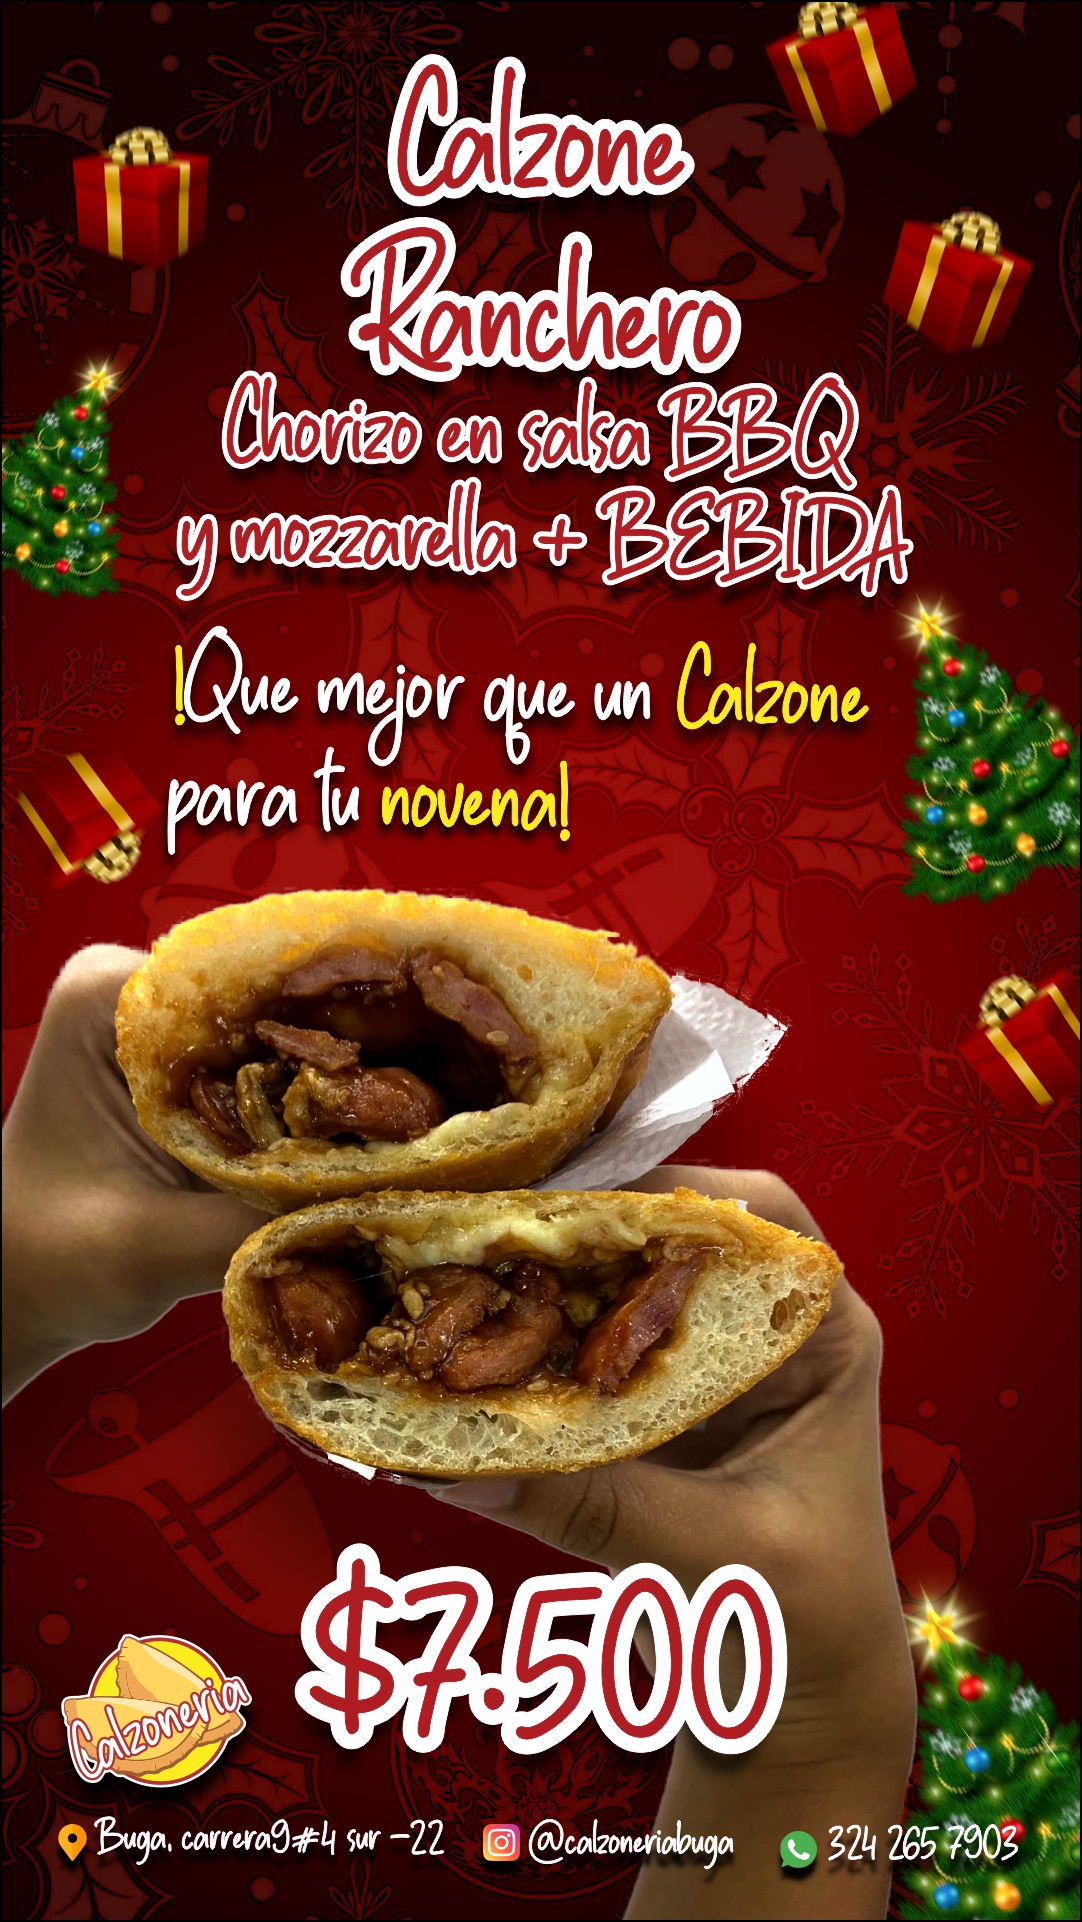 Calzone
Ranchero
Chorizo en salsa BBQ
y mozzarella + BEBIDA
!Que mejor que un Calzone
para tu novena!
$7.500
Calzoneria
Buga, carrera9#4 sur -22
@calzoneriabuga
324 265 7903